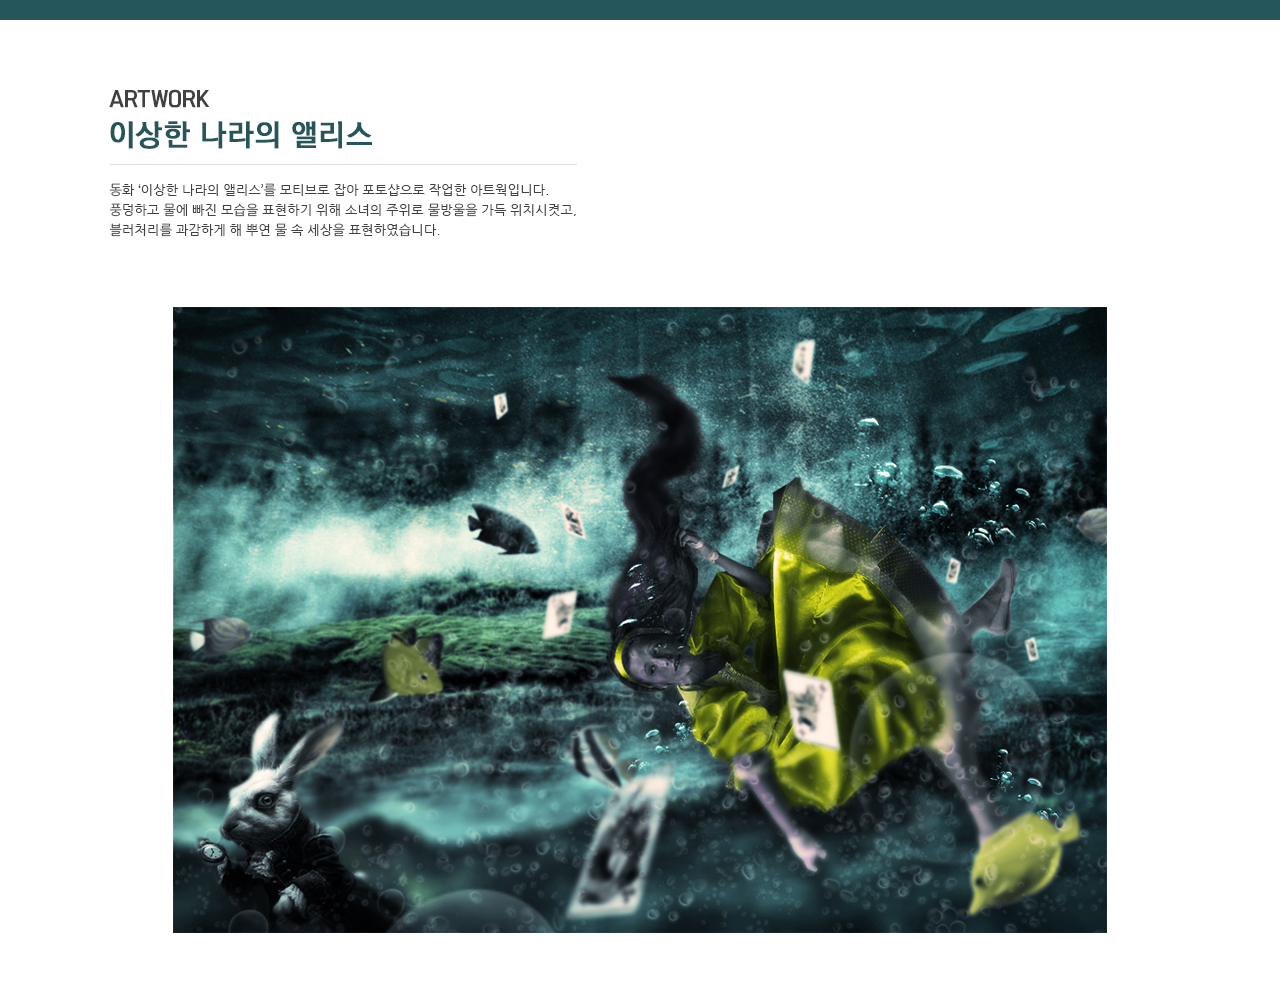 ARTWORK
이상한 나라의 앨리스
동화 ‘이상한 나라의 앨리스’를 모티브로 잡아 포토샵으로 작업한 아트웍입니다.
풍덩하고 물에 빠진 모습을 표현하기 위해 소녀의 주위로 물방울을 가득 위치시켯고,
블러처리를 과감하게 해 뿌연 물 속 세상을 표현하였습니다.